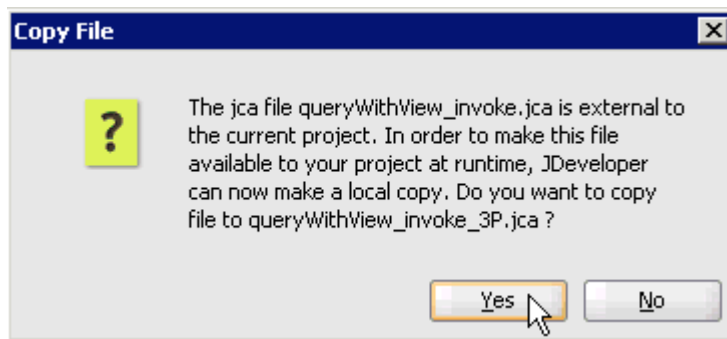 Copy File
The jca file queryWithView_invoke.jca is external to
the current project. In order to make this file
available to your project at runtime, JDeveloper
can now make a local copy. Do you want to copy
file to queryWithView_invoke_3P.jca ?
Yes
No